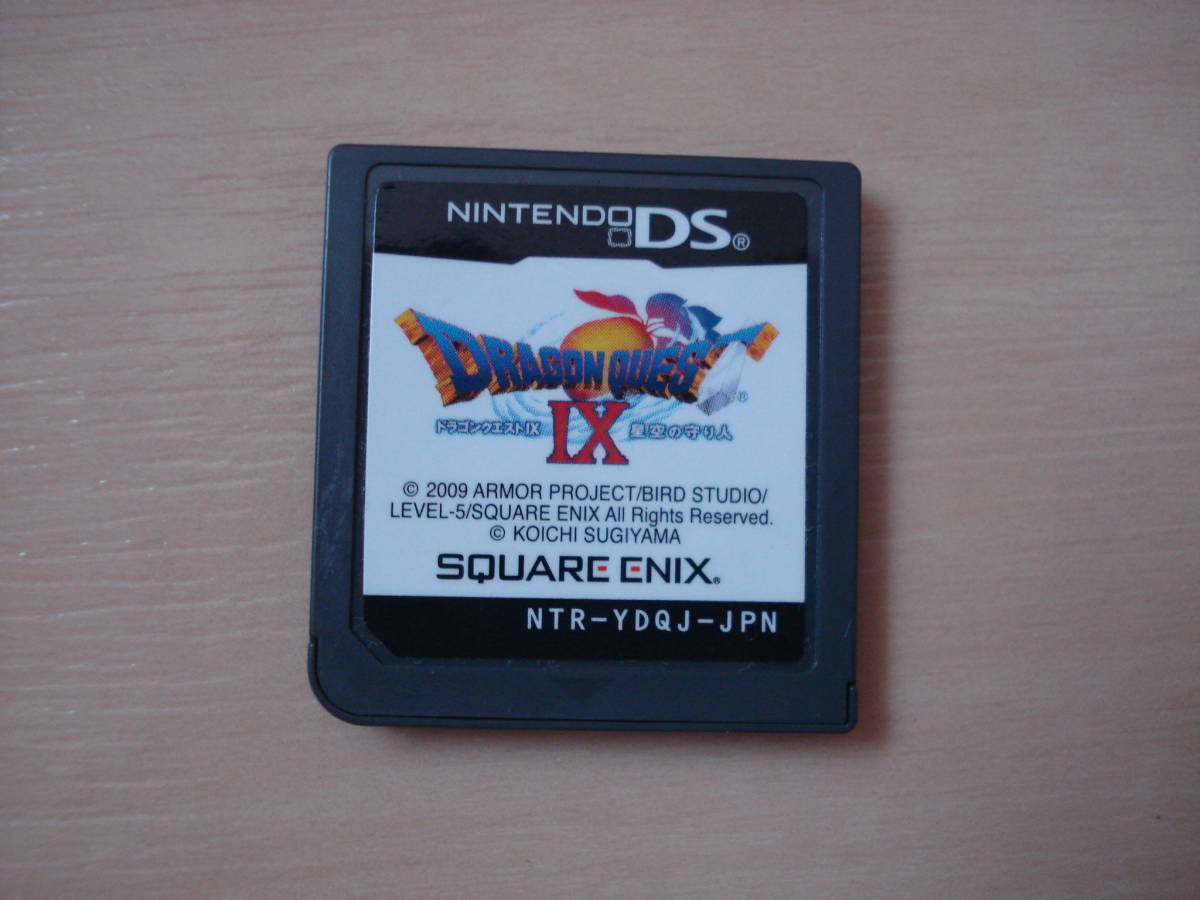 NINTENDO DS®
DRAGON QUEST®
IX
ドラゴンクエストIX 星空の守り人
© 2009 ARMOR PROJECT/BIRD STUDIO/
LEVEL-5/SQUARE ENIX All Rights Reserved.
© KOICHI SUGIYAMA
SQUARE ENIX®
NTR-YDQJ-JPN